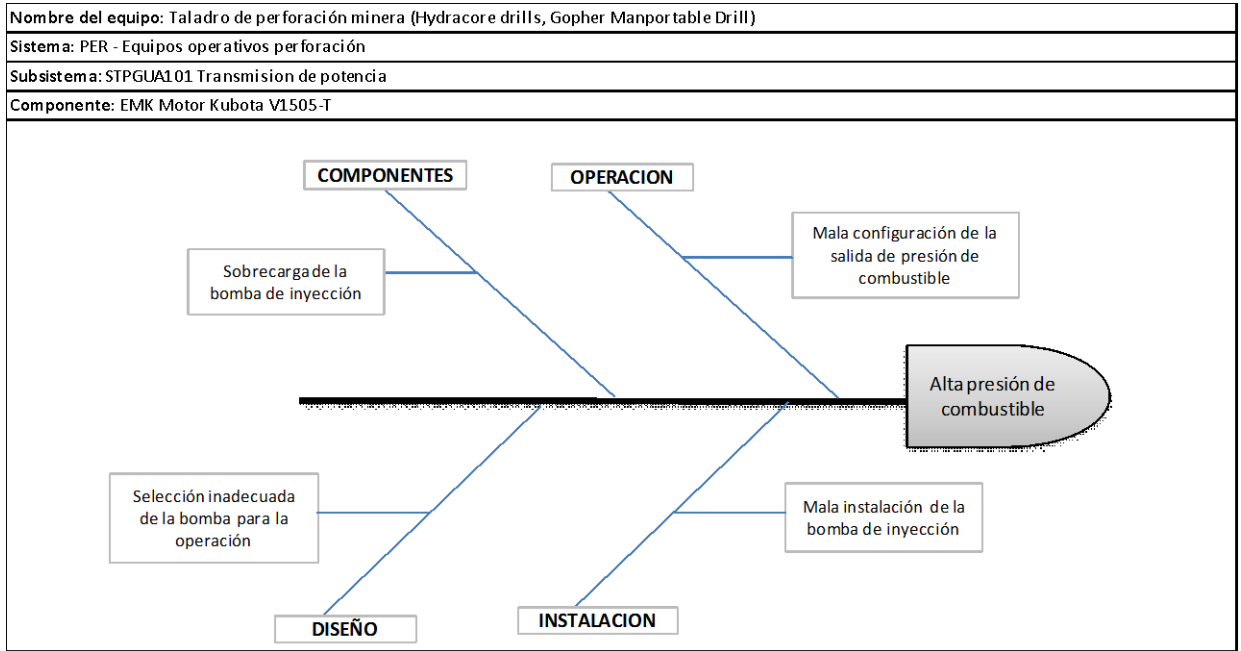 Nombre del equipo: Taladro de perforación minera (Hydracore drills, Gopher Manportable Drill)
Sistema: PER - Equipos operativos perforación
Subsistema: STPGUA101 Transmision de potencia
Componente: EMK Motor Kubota V1505-T
COMPONENTES
OPERACION
Sobrecarga de la
bomba de inyección
Mala configuración de la
salida de presión de
combustible
Alta presión de
combustible
Selección inadecuada
de la bomba para la
operación
Mala instalación de la
bomba de inyección
DISEÑO
INSTALACION